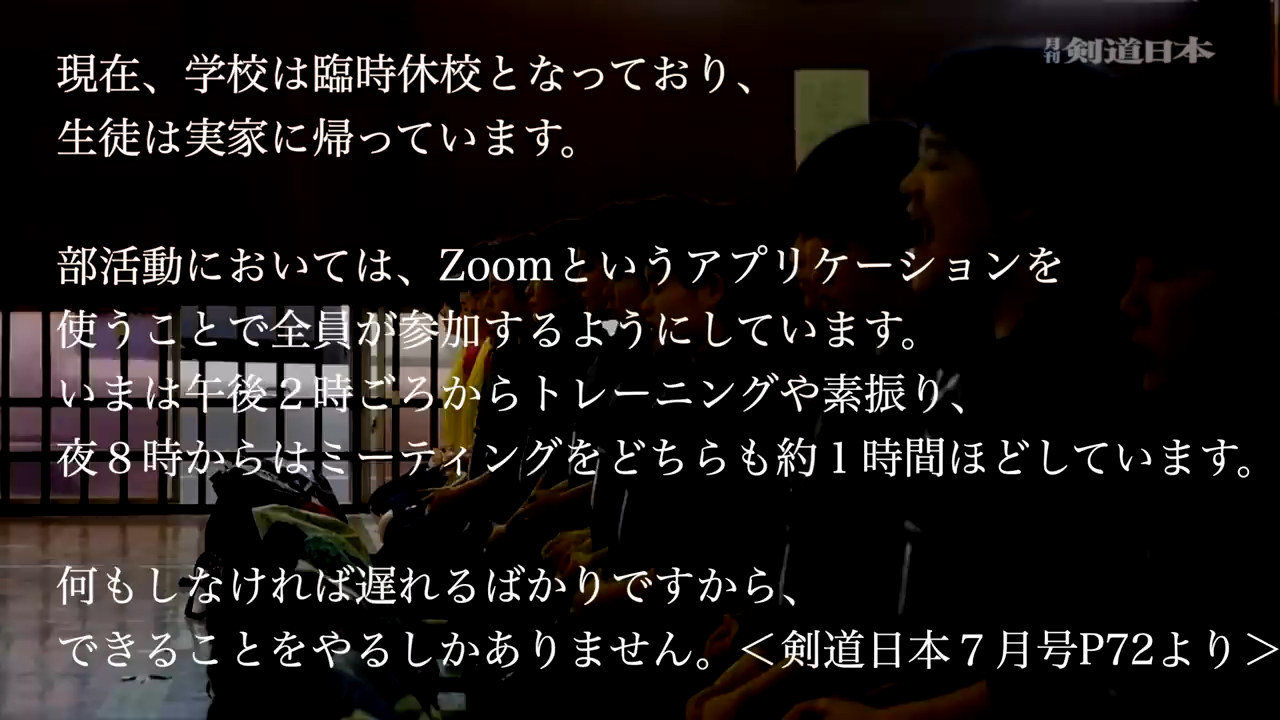 月刊 剣道日本
現在、学校は臨時休校となっており、
生徒は実家に帰っています。
部活動においては、Zoomというアプリケーションを
使うことで全員が参加するようにしています。
いまは午後２時ごろからトレーニングや素振り、
夜８時からはミーティングをどちらも約１時間ほどしています。
何もしなければ遅れるばかりですから、
できることをやるしかありません。＜剣道日本７月号P72より＞